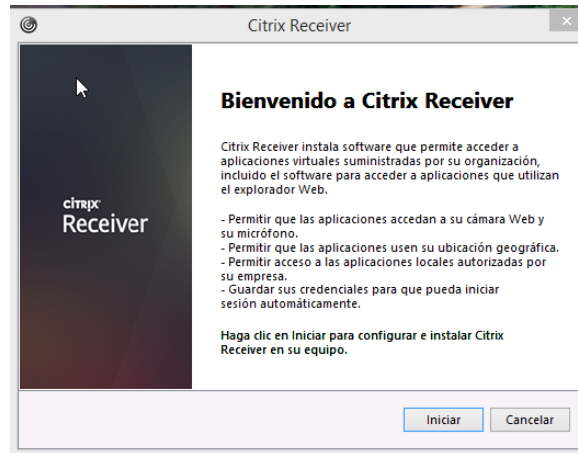 Citrix Receiver
Bienvenido a Citrix Receiver
Citrix Receiver instala software que permite acceder a
aplicaciones virtuales suministradas por su organización,
incluido el software para acceder a aplicaciones que utilizan
el explorador Web.
- Permitir que las aplicaciones accedan a su cámara Web y
su micrófono.
- Permitir que las aplicaciones usen su ubicación geográfica.
- Permitir acceso a las aplicaciones locales autorizadas por
su empresa.
- Guardar sus credenciales para que pueda iniciar
sesión automáticamente.
Haga clic en Iniciar para configurar e instalar Citrix
Receiver en su equipo.
CITRIX
Receiver
Iniciar Cancelar